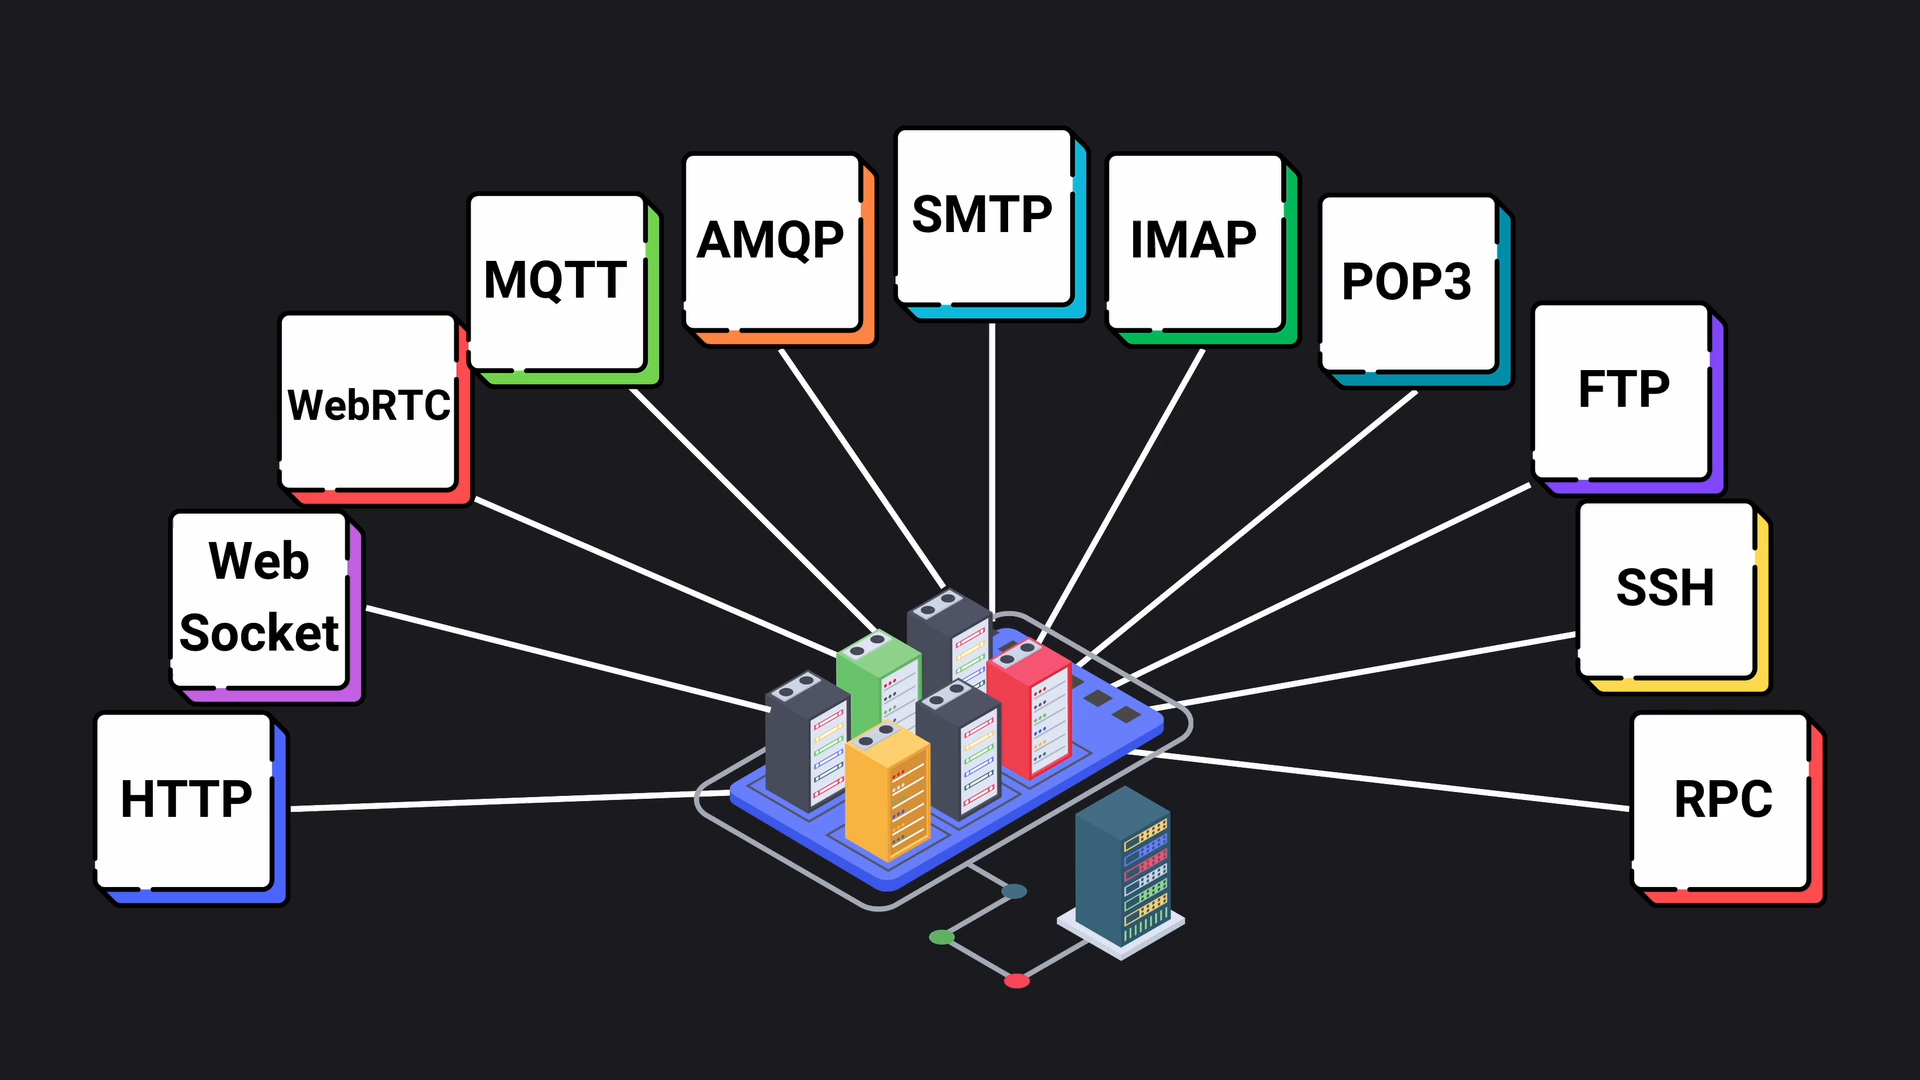 HTTP
Web
Socket
WebRTC
MQTT
AMQP
SMTP
IMAP
POP3
FTP
SSH
RPC